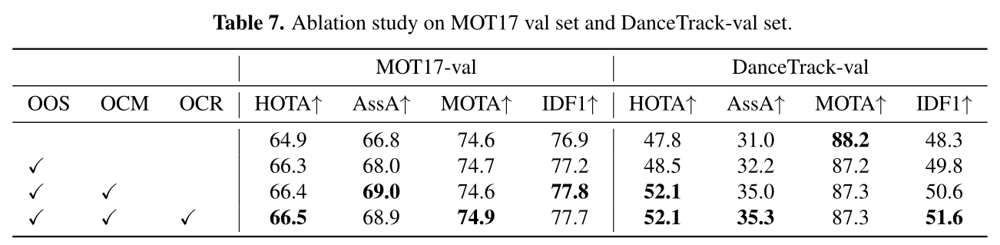 Table 7. Ablation study on MOT17 val set and DanceTrack-val set.
MOT17-val DanceTrack-val
OOS OCM OCR HOTA↑ AssA↑ MOTA↑ IDF1↑ HOTA↑ AssA↑ MOTA↑ IDF1↑
64.9 66.8 74.6 76.9 47.8 31.0 88.2 48.3
✓ 66.3 68.0 74.7 77.2 48.5 32.2 87.2 49.8
✓ ✓ 66.4 69.0 74.6 77.8 52.1 35.0 87.3 50.6
✓ ✓ ✓ 66.5 68.9 74.9 77.7 52.1 35.3 87.3 51.6